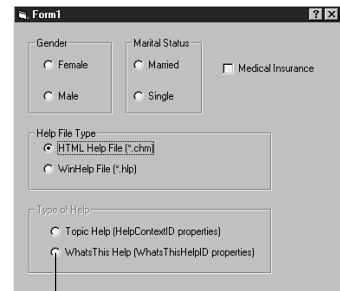 Form1
Gender
Marital Status
Female
Married
Medical Insurance
Male
Single
Help File Type
HTML Help File (*.chm)
WinHelp File (*.hlp)
Type of Help
Topic Help (HelpContextID properties)
WhatsThis Help (WhatsThisHelpID properties)